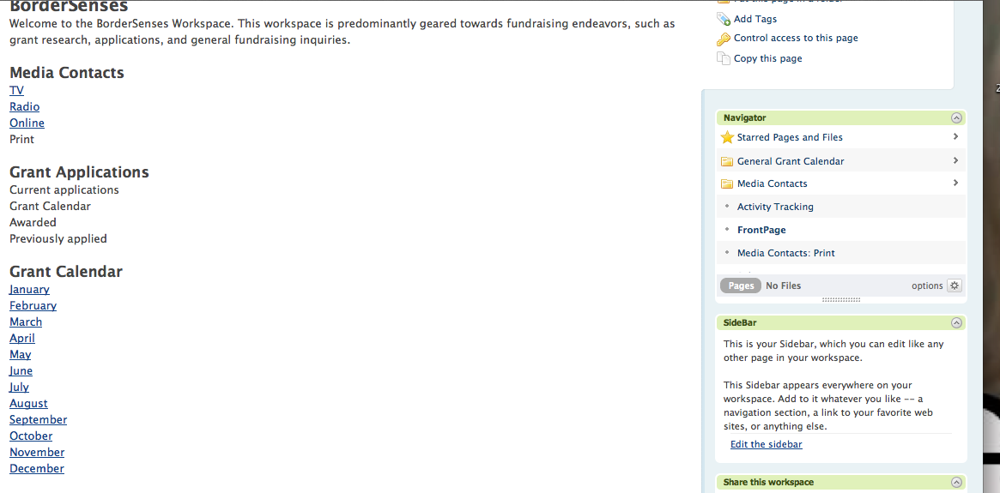 BorderSenses
Welcome to the BorderSenses Workspace. This workspace is predominantly geared towards fundraising endeavors, such as
grant research, applications, and general fundraising inquiries.
Media Contacts
TV
Radio
Online
Print
Grant Applications
Current applications
Grant Calendar
Awarded
Previously applied
Grant Calendar
January
February
March
April
May
June
July
August
September
October
November
December
Add Tags
Control access to this page
Copy this page
Navigator
Starred Pages and Files
General Grant Calendar
Media Contacts
Activity Tracking
FrontPage
Media Contacts: Print
Pages No Files options
SideBar
This is your Sidebar, which you can edit like any
other page in your workspace.
This Sidebar appears everywhere on your
workspace. Add to it whatever you like -- a
navigation section, a link to your favorite web
sites, or anything else.
Edit the sidebar
Share this workspace